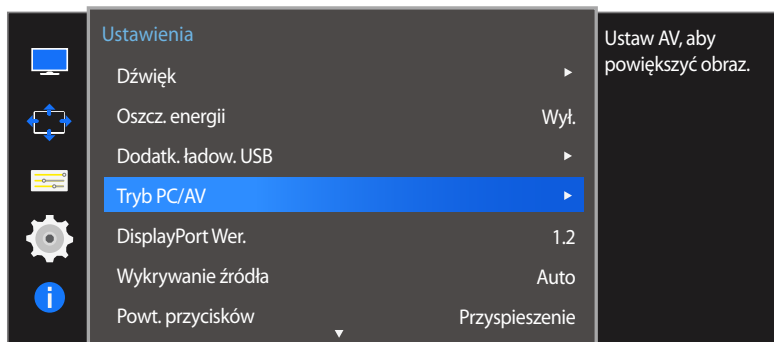 Ustawienia
Dźwięk
Oszcz. energii Wył.
Dodatk. ładow. USB
Tryb PC/AV
DisplayPort Wer. 1.2
Wykrywanie źródła Auto
Powt. przycisków Przyspieszenie
Ustaw AV, aby
powiększyć obraz.